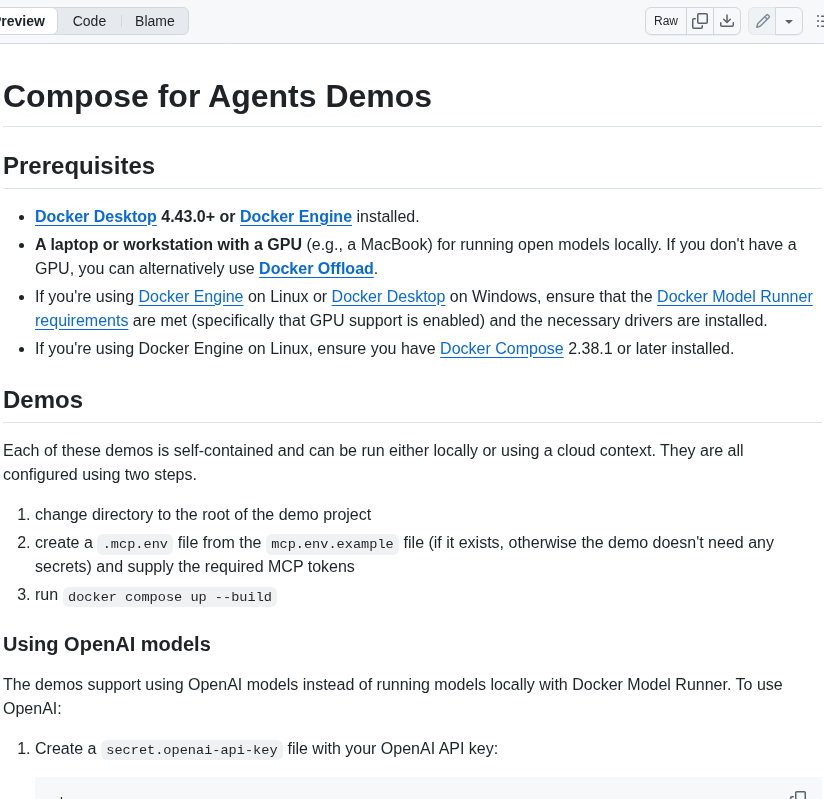 Preview Code Blame Raw
Compose for Agents Demos
Prerequisites
Docker Desktop 4.43.0+ or Docker Engine installed.
A laptop or workstation with a GPU (e.g., a MacBook) for running open models locally. If you don't have a
GPU, you can alternatively use Docker Offload.
If you're using Docker Engine on Linux or Docker Desktop on Windows, ensure that the Docker Model Runner
requirements are met (specifically that GPU support is enabled) and the necessary drivers are installed.
If you're using Docker Engine on Linux, ensure you have Docker Compose 2.38.1 or later installed.
Demos
Each of these demos is self-contained and can be run either locally or using a cloud context. They are all
configured using two steps.
1. change directory to the root of the demo project
2. create a .mcp.env file from the mcp.env.example file (if it exists, otherwise the demo doesn't need any
secrets) and supply the required MCP tokens
3. run docker compose up --build
Using OpenAI models
The demos support using OpenAI models instead of running models locally with Docker Model Runner. To use
OpenAI:
1. Create a secret.openai-api-key file with your OpenAI API key: